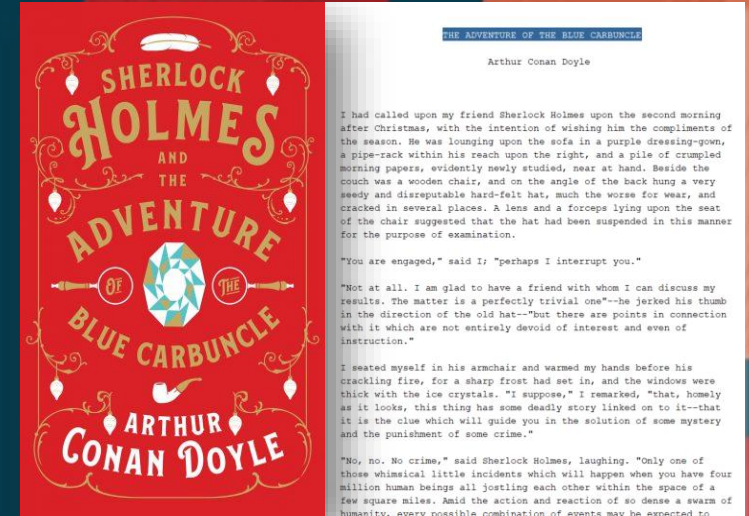 SHERLOCK
HOLMES
AND
THE
ADVENTURE
OF THE
BLUE CARBUNCLE
ARTHUR
CONAN DOYLE
THE ADVENTURE OF THE BLUE CARBUNCLE
Arthur Conan Doyle
I had called upon my friend Sherlock Holmes upon the second morning
after Christmas, with the intention of wishing him the compliments of
the season. He was lounging upon the sofa in a purple dressing-gown,
a pipe-rack within his reach upon the right, and a pile of crumpled
morning papers, evidently newly studied, near at hand. Beside the
couch was a wooden chair, and on the angle of the back hung a very
seedy and disreputable hard-felt hat, much the worse for wear, and
cracked in several places. A lens and a forceps lying upon the seat
of the chair suggested that the hat had been suspended in this manner
for the purpose of examination.
"You are engaged," said I; "perhaps I interrupt you."
"Not at all. I am glad to have a friend with whom I can discuss my
results. The matter is a perfectly trivial one"--he jerked his thumb
in the direction of the old hat--"but there are points in connection
with it which are not entirely devoid of interest and even of
instruction."
I seated myself in his armchair and warmed my hands before his
crackling fire, for a sharp frost had set in, and the windows were
thick with the ice crystals. "I suppose," I remarked, "that, homely
as it looks, this thing has some deadly story linked on to it--that
it is the clue which will guide you in the solution of some mystery
and the punishment of some crime."
"No, no. No crime," said Sherlock Holmes, laughing. "Only one of
those whimsical little incidents which will happen when you have four
million human beings all jostling each other within the space of a
few square miles. Amid the action and reaction of so dense a swarm of
humanity, every possible combination of events may be expected to